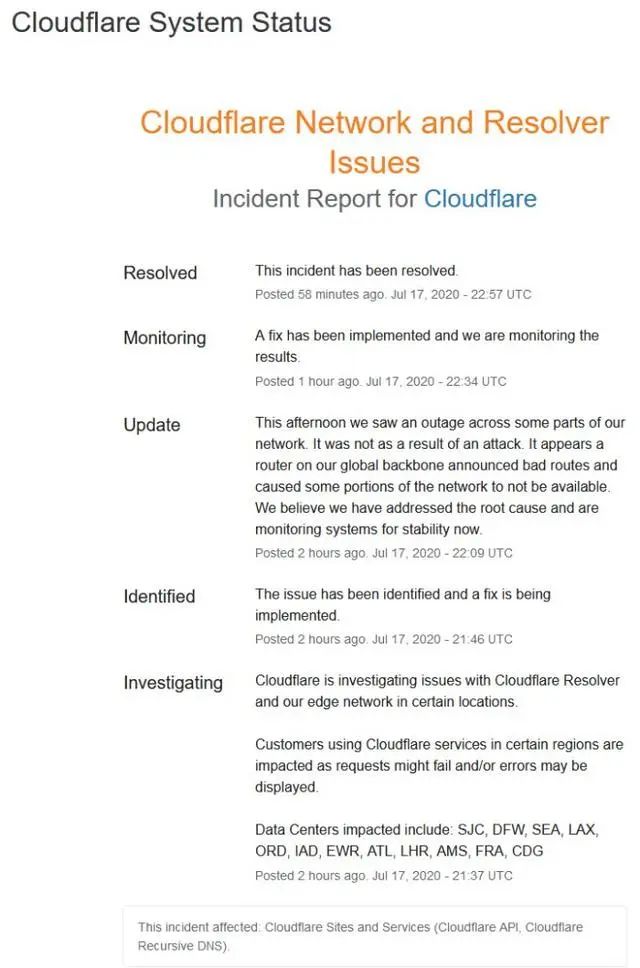 Cloudflare System Status
Cloudflare Network and Resolver
Issues
Incident Report for Cloudflare
Resolved
This incident has been resolved.
Posted 58 minutes ago. Jul 17, 2020 - 22:57 UTC
Monitoring
A fix has been implemented and we are monitoring the
results.
Posted 1 hour ago. Jul 17, 2020 - 22:34 UTC
Update
This afternoon we saw an outage across some parts of our
network. It was not as a result of an attack. It appears a
router on our global backbone announced bad routes and
caused some portions of the network to not be available.
We believe we have addressed the root cause and are
monitoring systems for stability now.
Posted 2 hours ago. Jul 17, 2020 - 22:09 UTC
Identified
The issue has been identified and a fix is being
implemented.
Posted 2 hours ago. Jul 17, 2020 - 21:46 UTC
Investigating
Cloudflare is investigating issues with Cloudflare Resolver
and our edge network in certain locations.
Customers using Cloudflare services in certain regions are
impacted as requests might fail and/or errors may be
displayed.
Data Centers impacted include: SJC, DFW, SEA, LAX,
ORD, IAD, EWR, ATL, LHR, AMS, FRA, CDG
Posted 2 hours ago. Jul 17, 2020 - 21:37 UTC
This incident affected: Cloudflare Sites and Services (Cloudflare API, Cloudflare
Recursive DNS).